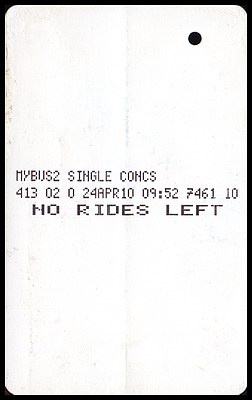 MYBUS2 SINGLE CONCS
413 02 0 24APR10 09:52 7461 10
NO RIDES LEFT